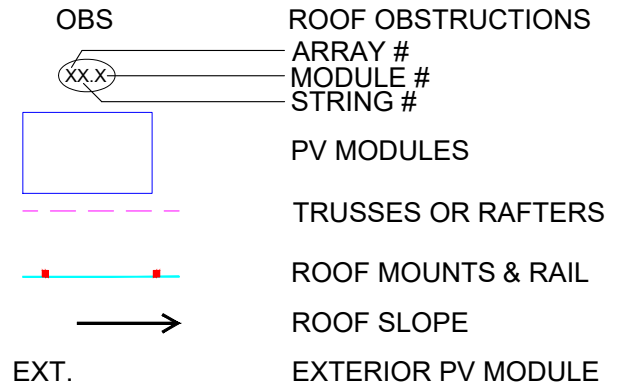 OBS ROOF OBSTRUCTIONS
ARRAY #
XX.X MODULE #
STRING #
PV MODULES
TRUSSES OR RAFTERS
ROOF MOUNTS & RAIL
ROOF SLOPE
EXT. EXTERIOR PV MODULE